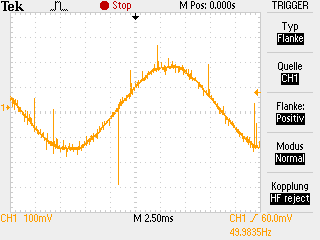 Tek Stop M Pos: 0.000s TRIGGER
Typ
Flanke
Quelle
CH1
Flanke:
Positiv
Modus
Normal
Kopplung
HF reject
1
CH1 100mV M 2.50ms CH1 60.0mV
49.9835Hz